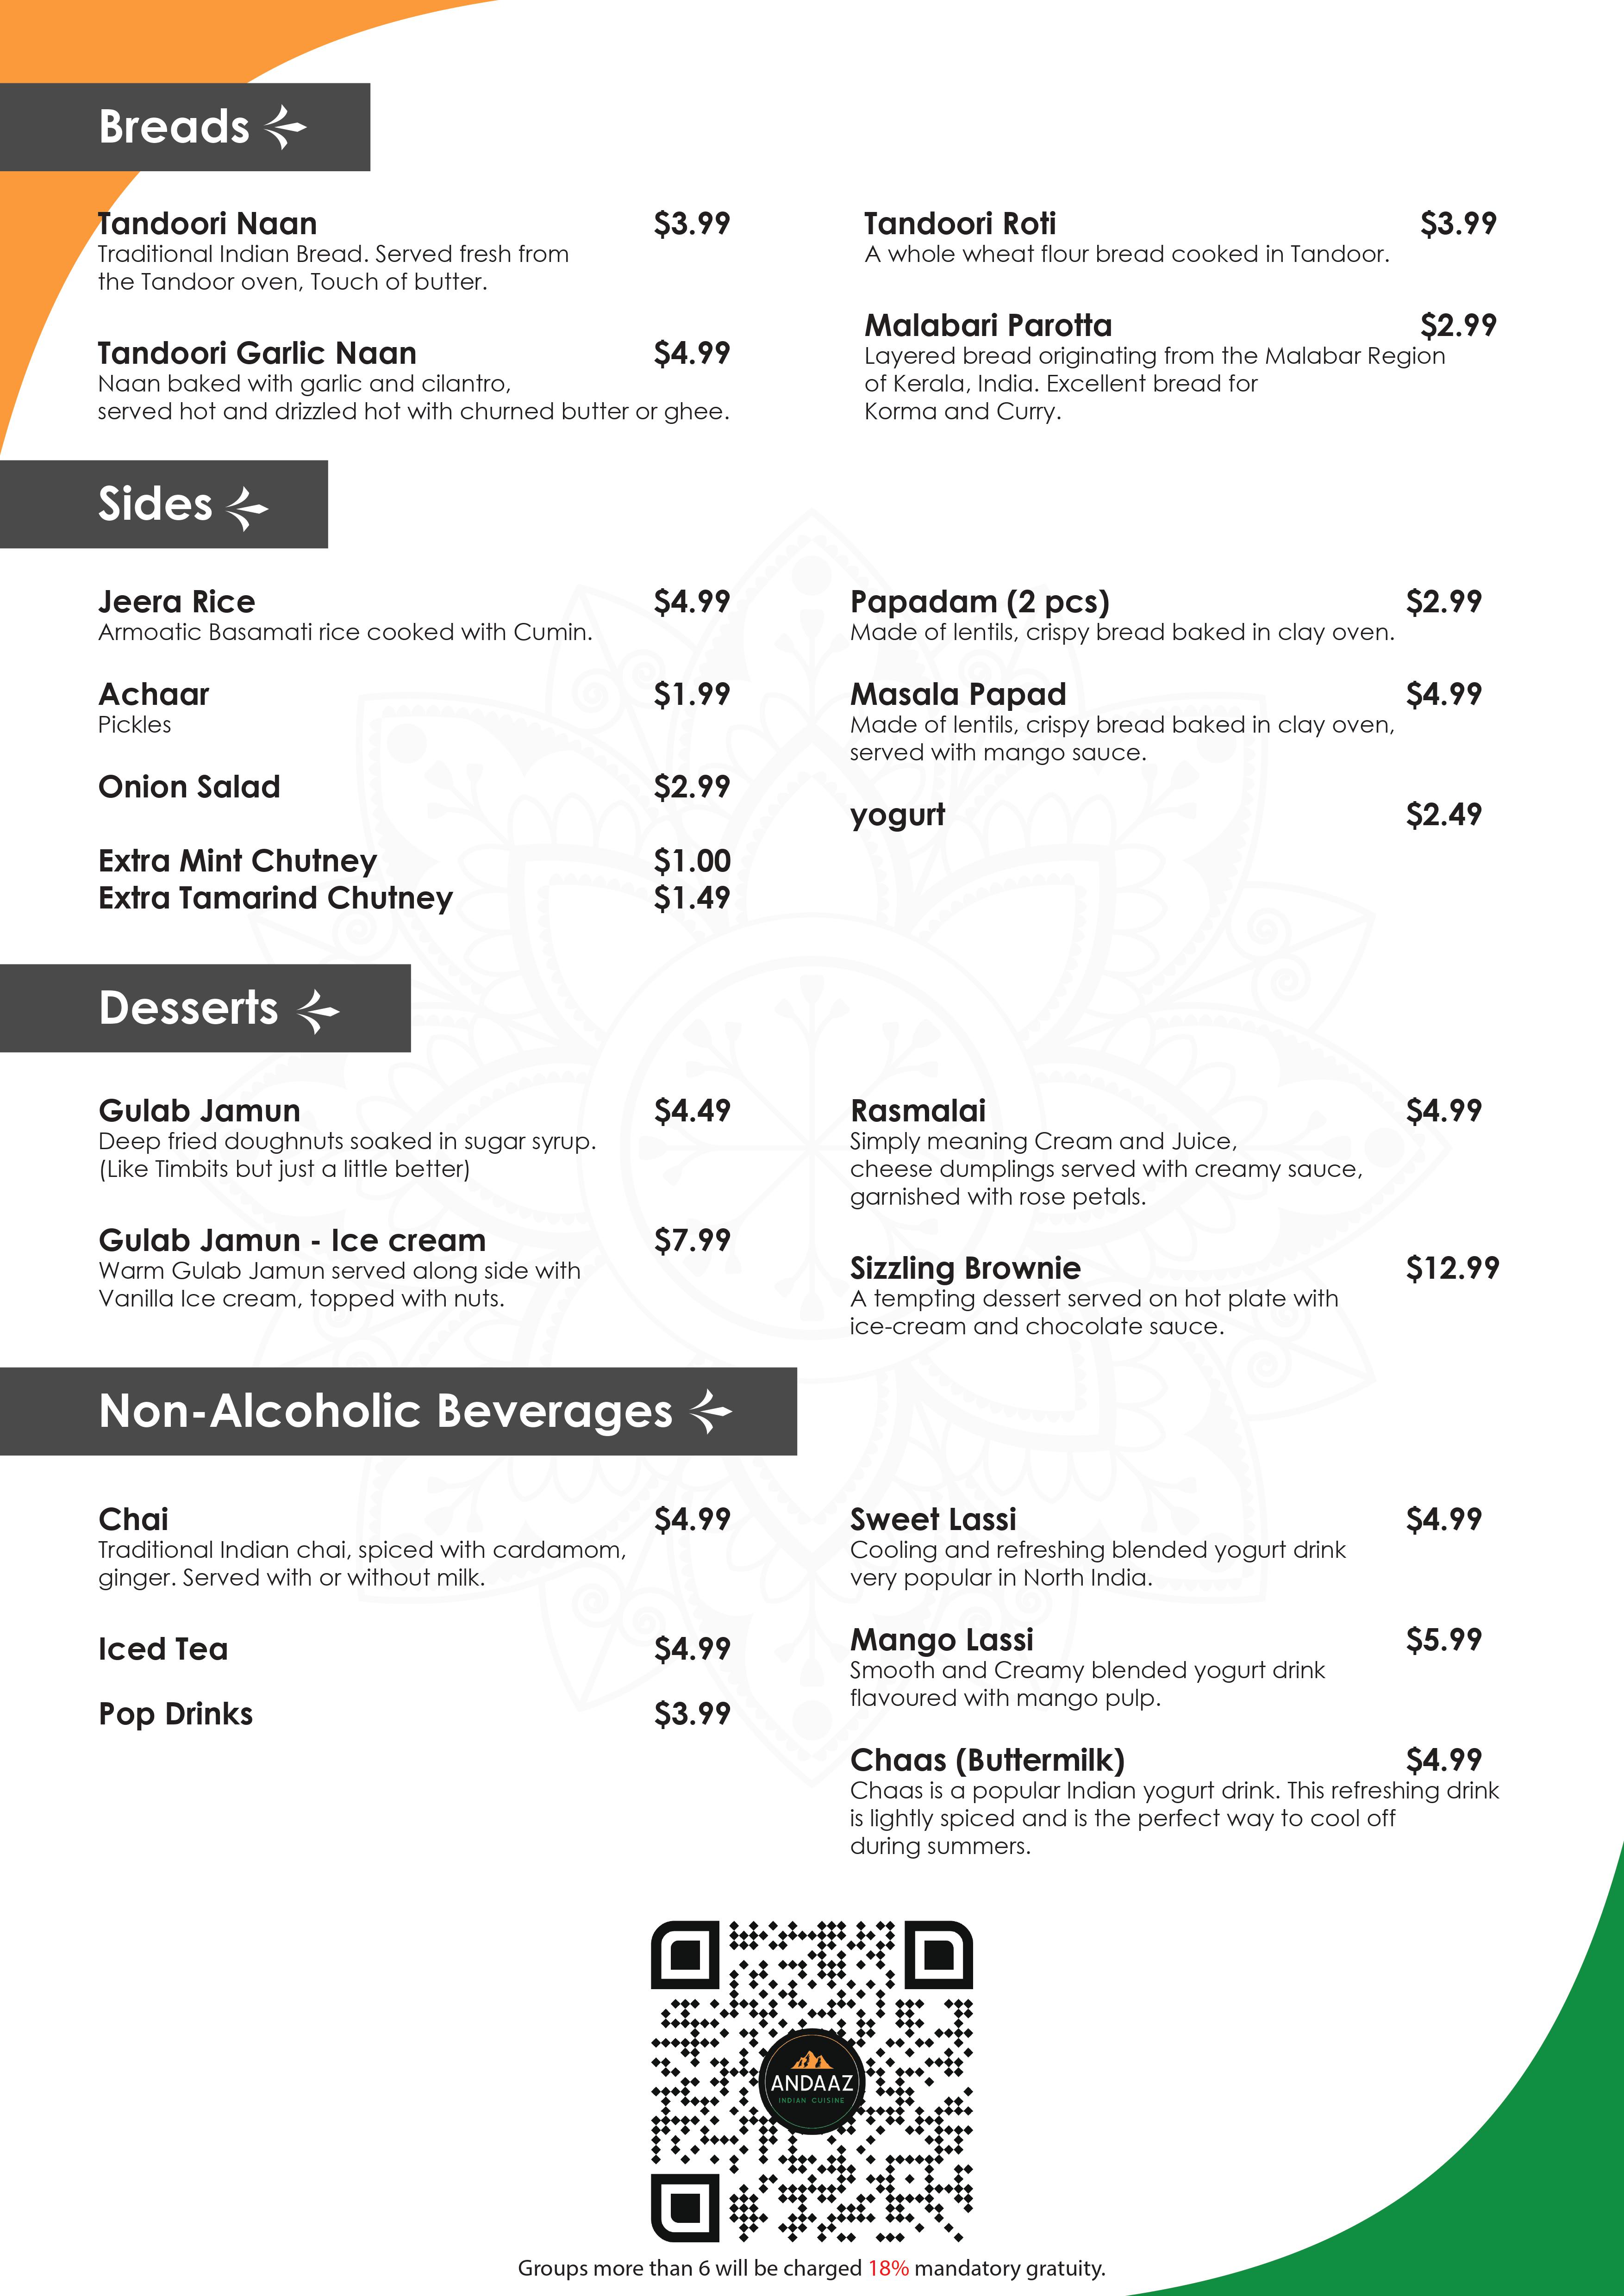 Breads
Tandoori Naan $3.99
Traditional Indian Bread. Served fresh from
the Tandoor oven, Touch of butter.
Tandoori Garlic Naan $4.99
Naan baked with garlic and cilantro,
served hot and drizzled hot with churned butter or ghee.
Tandoori Roti $3.99
A whole wheat flour bread cooked in Tandoor.
Malabari Parotta $2.99
Layered bread originating from the Malabar Region
of Kerala, India. Excellent bread for
Korma and Curry.
Sides
Jeera Rice $4.99
Armoatic Basamati rice cooked with Cumin.
Achaar $1.99
Pickles
Onion Salad $2.99
Extra Mint Chutney $1.00
Extra Tamarind Chutney $1.49
Papadam (2 pcs) $2.99
Made of lentils, crispy bread baked in clay oven.
Masala Papad $4.99
Made of lentils, crispy bread baked in clay oven,
served with mango sauce.
yogurt $2.49
Desserts
Gulab Jamun $4.49
Deep fried doughnuts soaked in sugar syrup.
(Like Timbits but just a little better)
Gulab Jamun - Ice cream $7.99
Warm Gulab Jamun served along side with
Vanilla Ice cream, topped with nuts.
Rasmalai $4.99
Simply meaning Cream and Juice,
cheese dumplings served with creamy sauce,
garnished with rose petals.
Sizzling Brownie $12.99
A tempting dessert served on hot plate with
ice-cream and chocolate sauce.
Non-Alcoholic Beverages
Chai $4.99
Traditional Indian chai, spiced with cardamom,
ginger. Served with or without milk.
Iced Tea $4.99
Pop Drinks $3.99
Sweet Lassi $4.99
Cooling and refreshing blended yogurt drink
very popular in North India.
Mango Lassi $5.99
Smooth and Creamy blended yogurt drink
flavoured with mango pulp.
Chaas (Buttermilk) $4.99
Chaas is a popular Indian yogurt drink. This refreshing drink
is lightly spiced and is the perfect way to cool off
during summers.
ANDAAZ
INDIAN CUISINE
Groups more than 6 will be charged 18% mandatory gratuity.